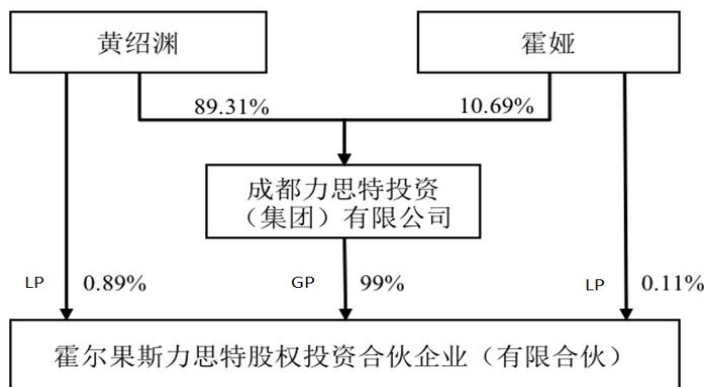 黄绍渊
霍娅
89.31%
10.69%
成都力思特投资
（集团）有限公司
LP
0.89%
GP
99%
LP
0.11%
霍尔果斯力思特股权投资合伙企业（有限合伙）